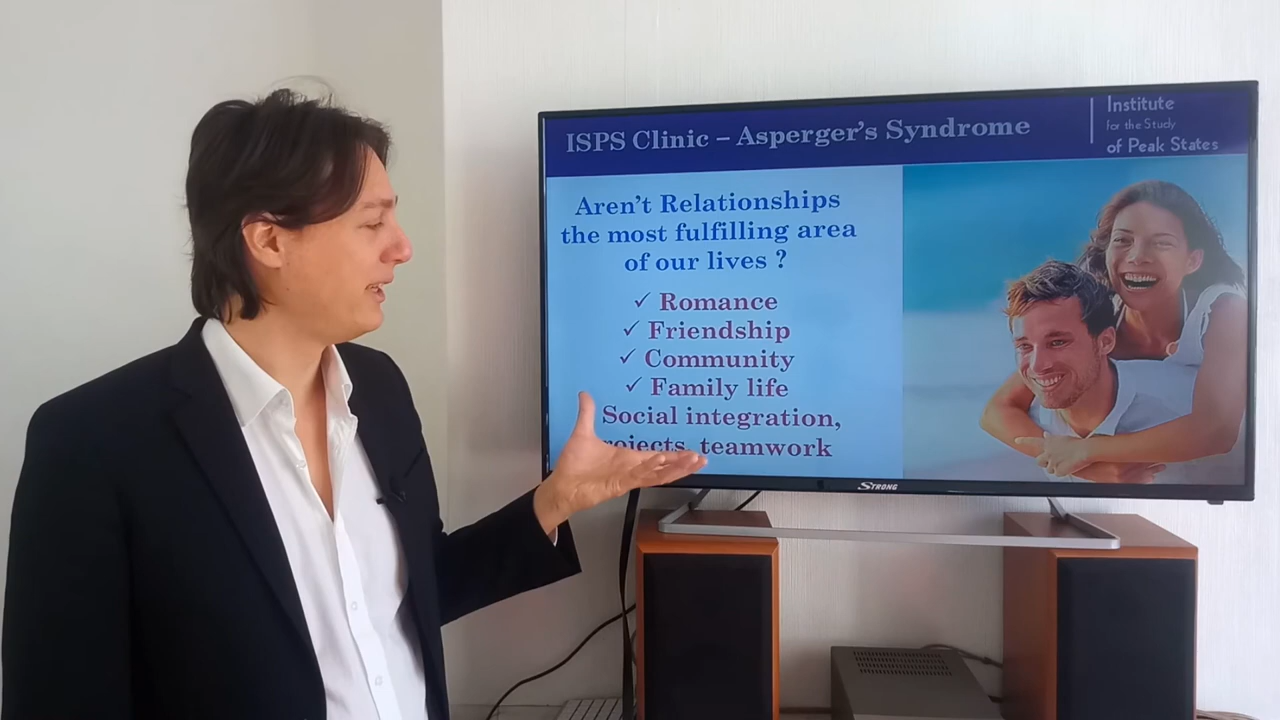 ISPS Clinic – Asperger's Syndrome
Institute
for the Study
of Peak States
Aren't Relationships
the most fulfilling area
of our lives ?
✓ Romance
✓ Friendship
✓ Community
✓ Family life
Social integration,
teamwork
STRONG